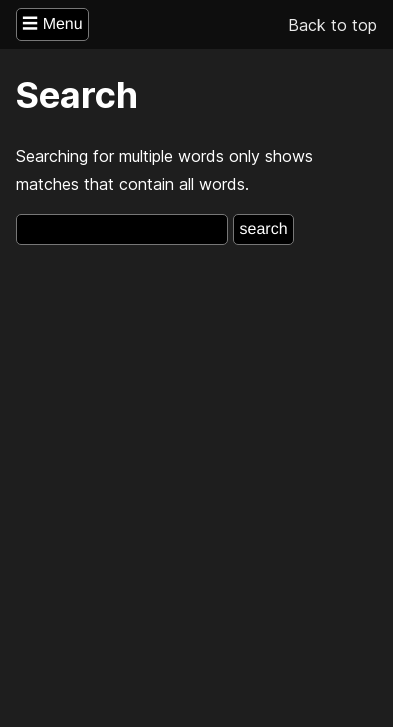 ☰ Menu
Back to top
Search
Searching for multiple words only shows
matches that contain all words.
search